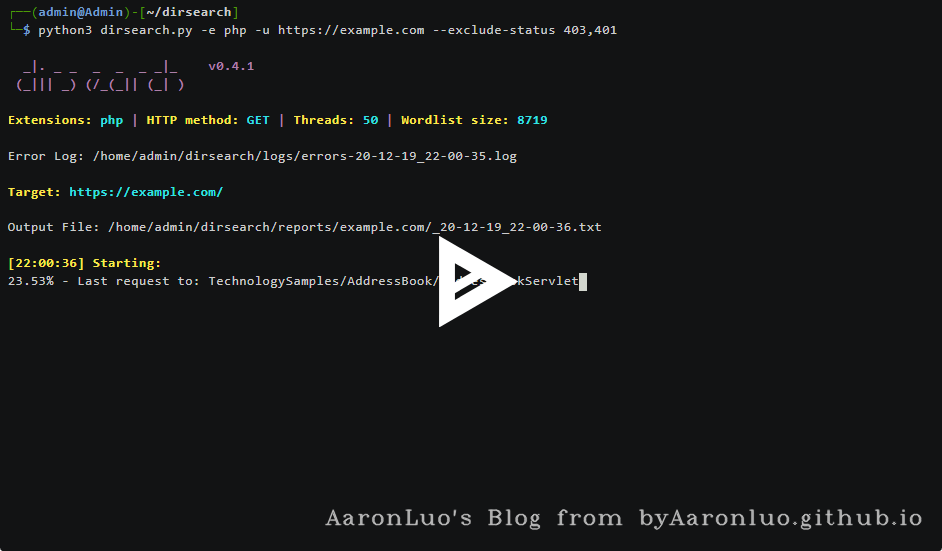 ┌──(admin@Admin)-[~/dirsearch]
└─$ python3 dirsearch.py -e php -u https://example.com --exclude-status 403,401
_|. _ _ _ _ _ _|_ v0.4.1
(_||| _) (/_(_|| (_| )
Extensions: php | HTTP method: GET | Threads: 50 | Wordlist size: 8719
Error Log: /home/admin/dirsearch/logs/errors-20-12-19_22-00-35.log
Target: https://example.com/
Output File: /home/admin/dirsearch/reports/example.com/_20-12-19_22-00-36.txt
[22:00:36] Starting:
23.53% - Last request to: TechnologySamples/AddressBook/
AaronLuo's Blog from byAaronluo.github.io